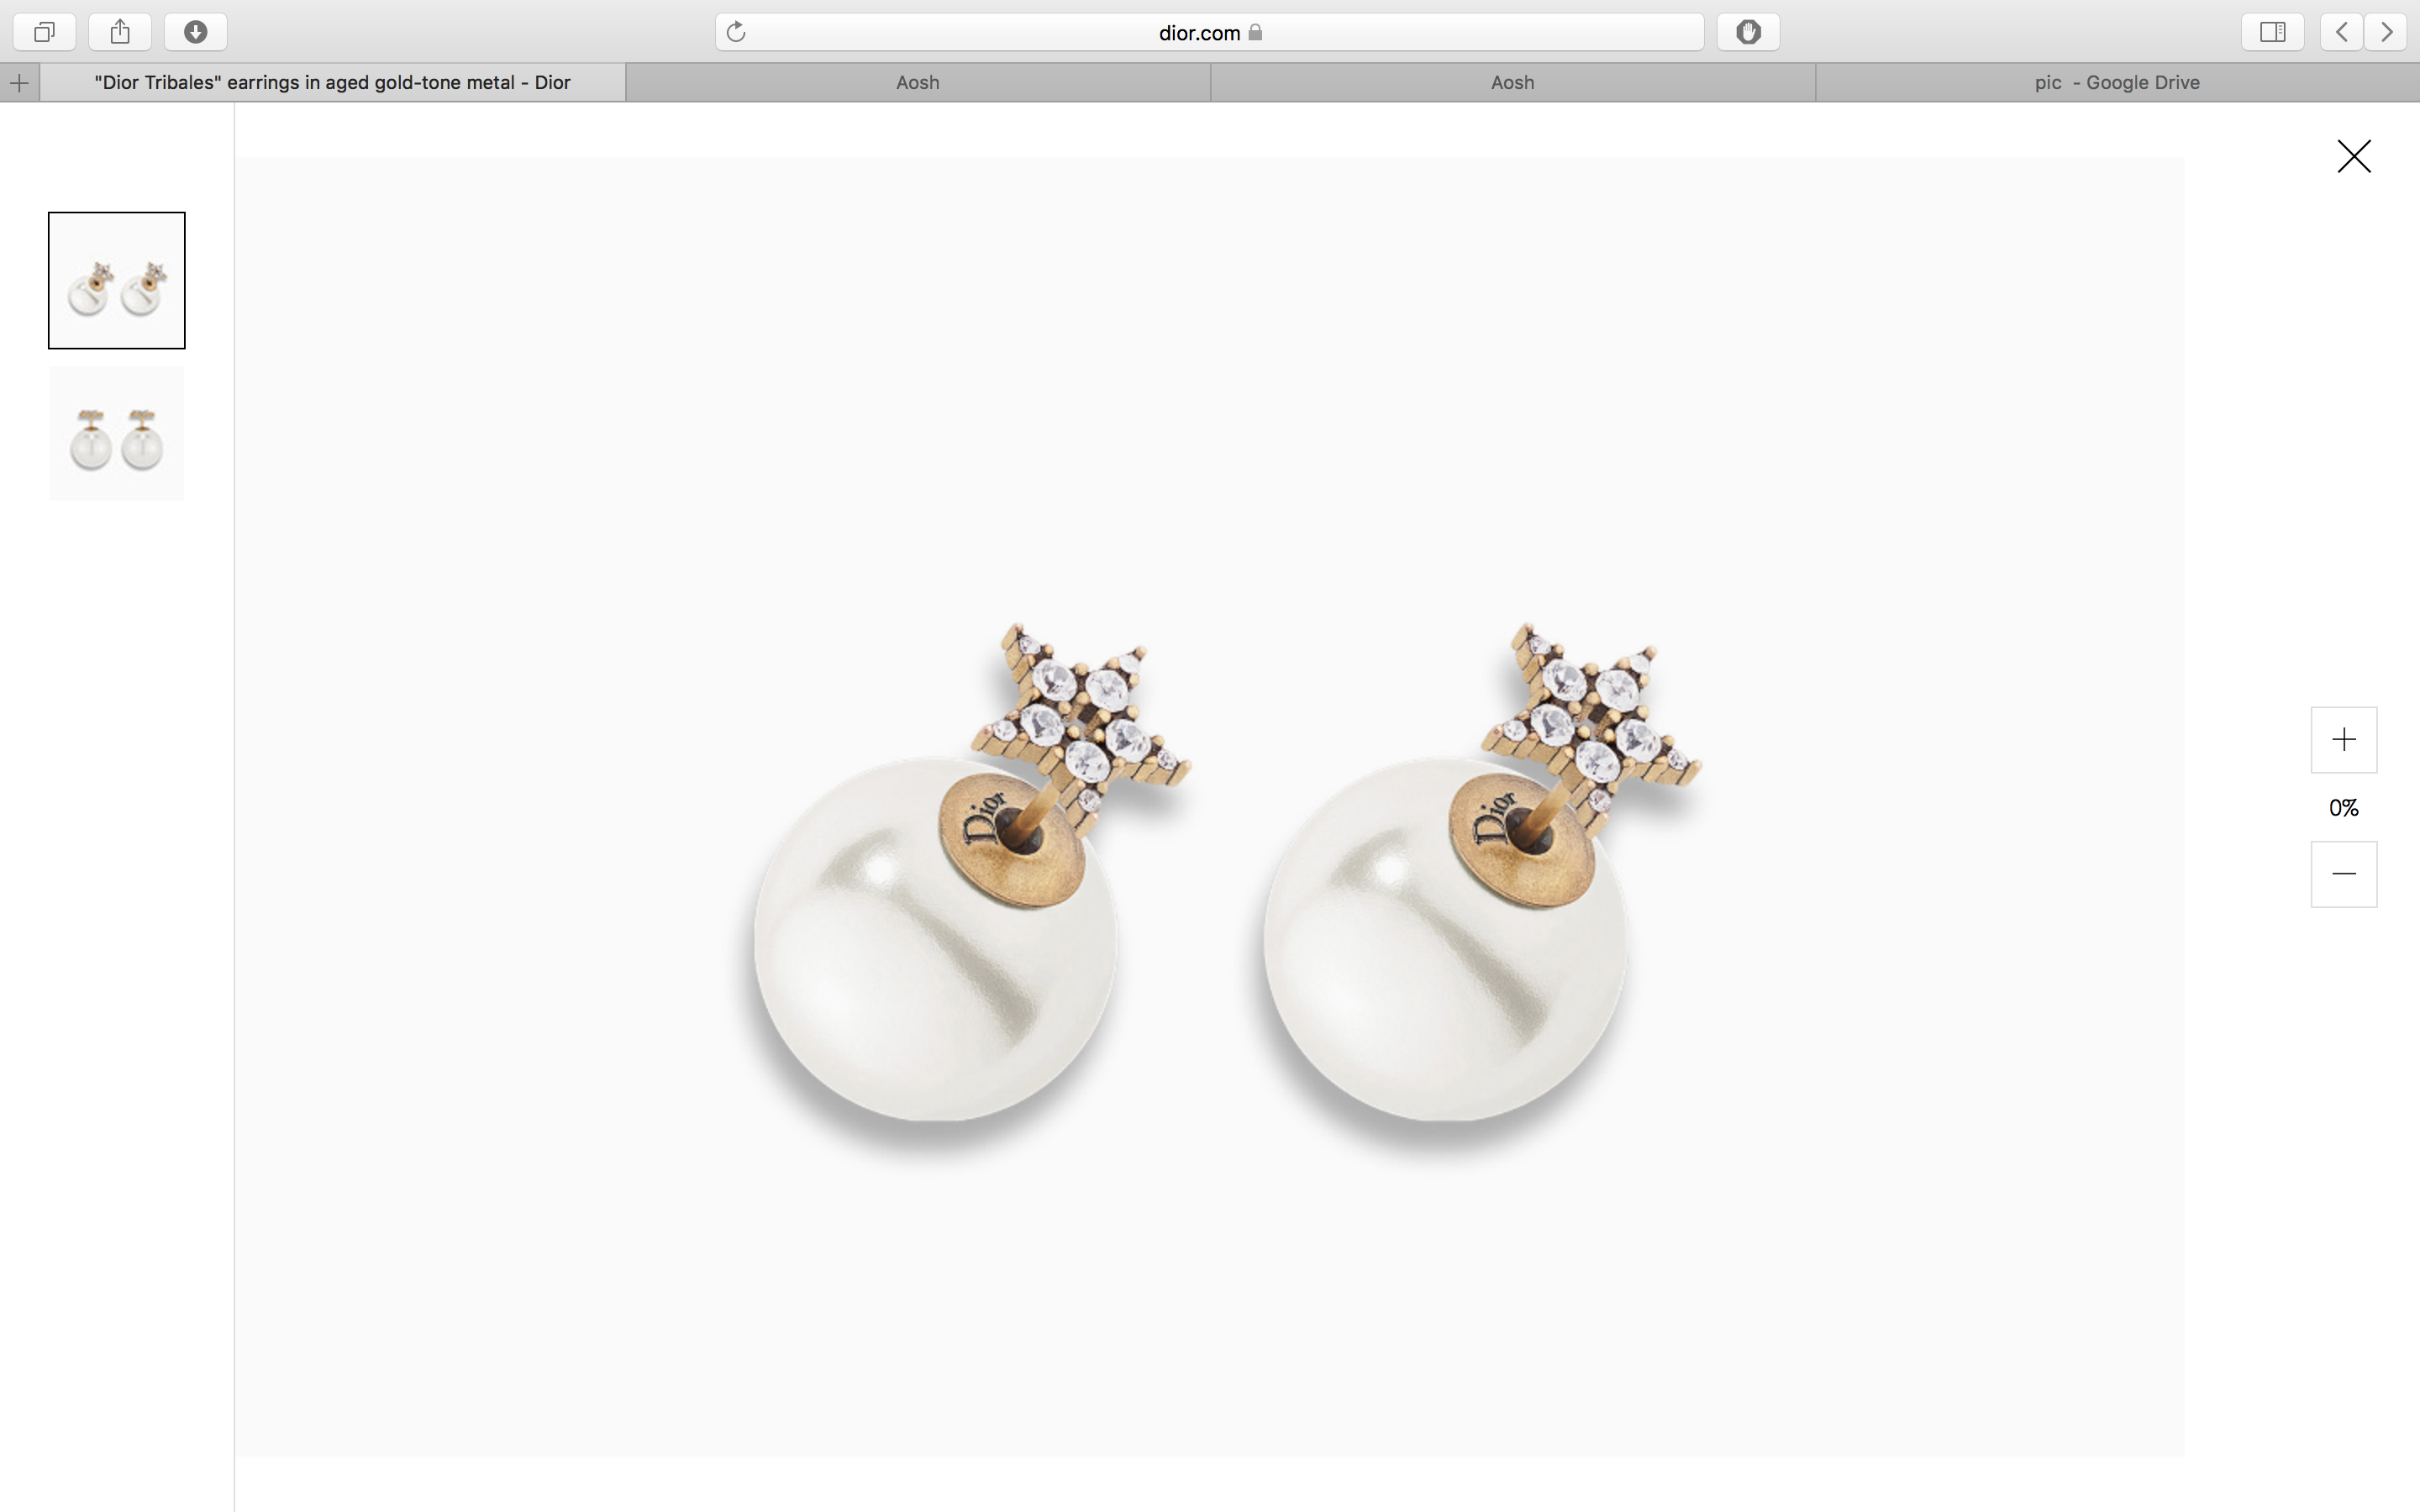 dior.com
"Dior Tribales" earrings in aged gold-tone metal - Dior
Aosh
Aosh
pic - Google Drive
Dior
Dior
0%